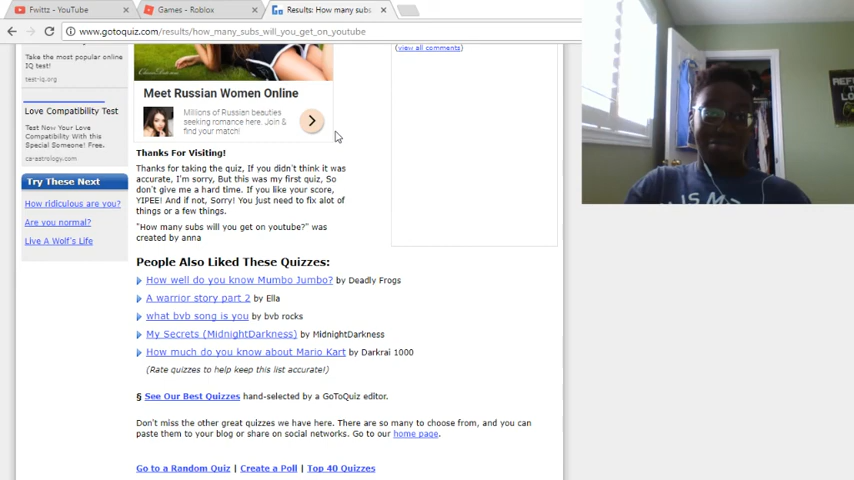 Fwittz - YouTube
Games - Roblox
Results: How many subs
www.gotoquiz.com/results/how_many_subs_will_you_get_on_youtube
Take the most popular online
IQ test!
test-iq.org
Love Compatibility Test
Test Now Your Love
Compatibility With this
Special Someone! Free.
ca-astrology.com
Try These Next
How ridiculous are you?
Are you normal?
Live A Wolf's Life
Meet Russian Women Online
Millions of Russian beauties
seeking romance here. Join &
find your match!
(view all comments)
Thanks For Visiting!
Thanks for taking the quiz, If you didn't think it was
accurate, I'm sorry, But this was my first quiz, So
don't give me a hard time. If you like your score,
YIPEE! And if not, Sorry! You just need to fix alot of
things or a few things.
"How many subs will you get on youtube?" was
created by anna
People Also Liked These Quizzes:
How well do you know Mumbo Jumbo? by Deadly Frogs
A warrior story part 2 by Ella
what bvb song is you by bvb rocks
My Secrets (MidnightDarkness) by MidnightDarkness
How much do you know about Mario Kart by Darkrai 1000
(Rate quizzes to help keep this list accurate!)
§ See Our Best Quizzes hand-selected by a GoToQuiz editor.
Don't miss the other great quizzes we have here. There are so many to choose from, and you can
paste them to your blog or share on social networks. Go to our home page.
Go to a Random Quiz | Create a Poll | Top 40 Quizzes